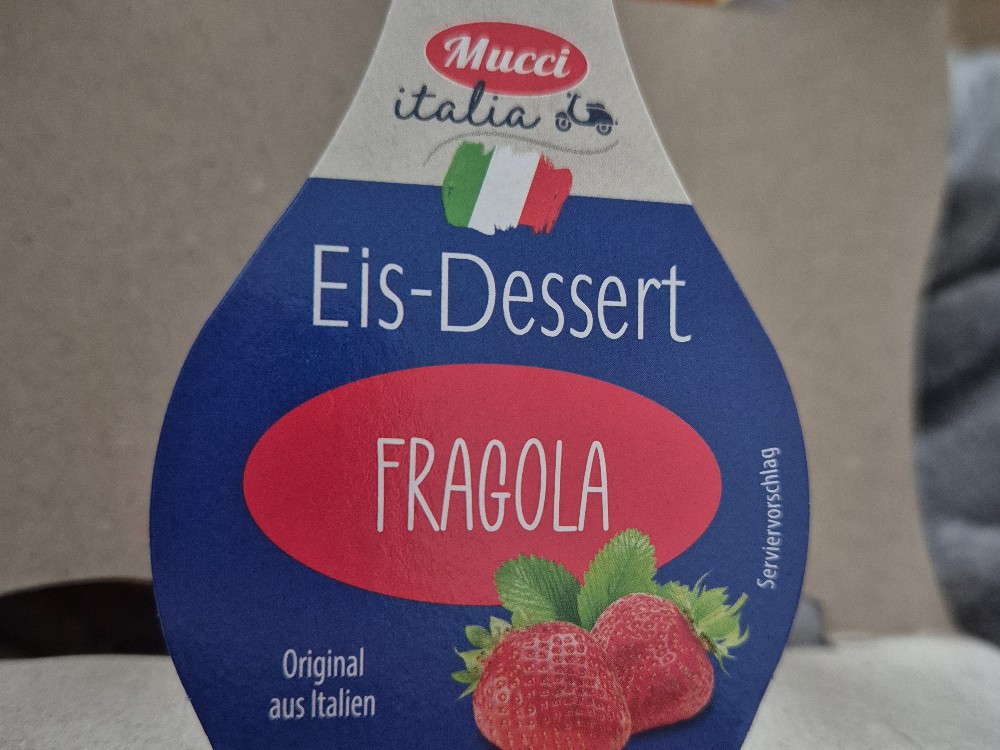 Mucci
italia
Eis-Dessert
FRAGOLA
Serviervorschlag
Original
aus Italien